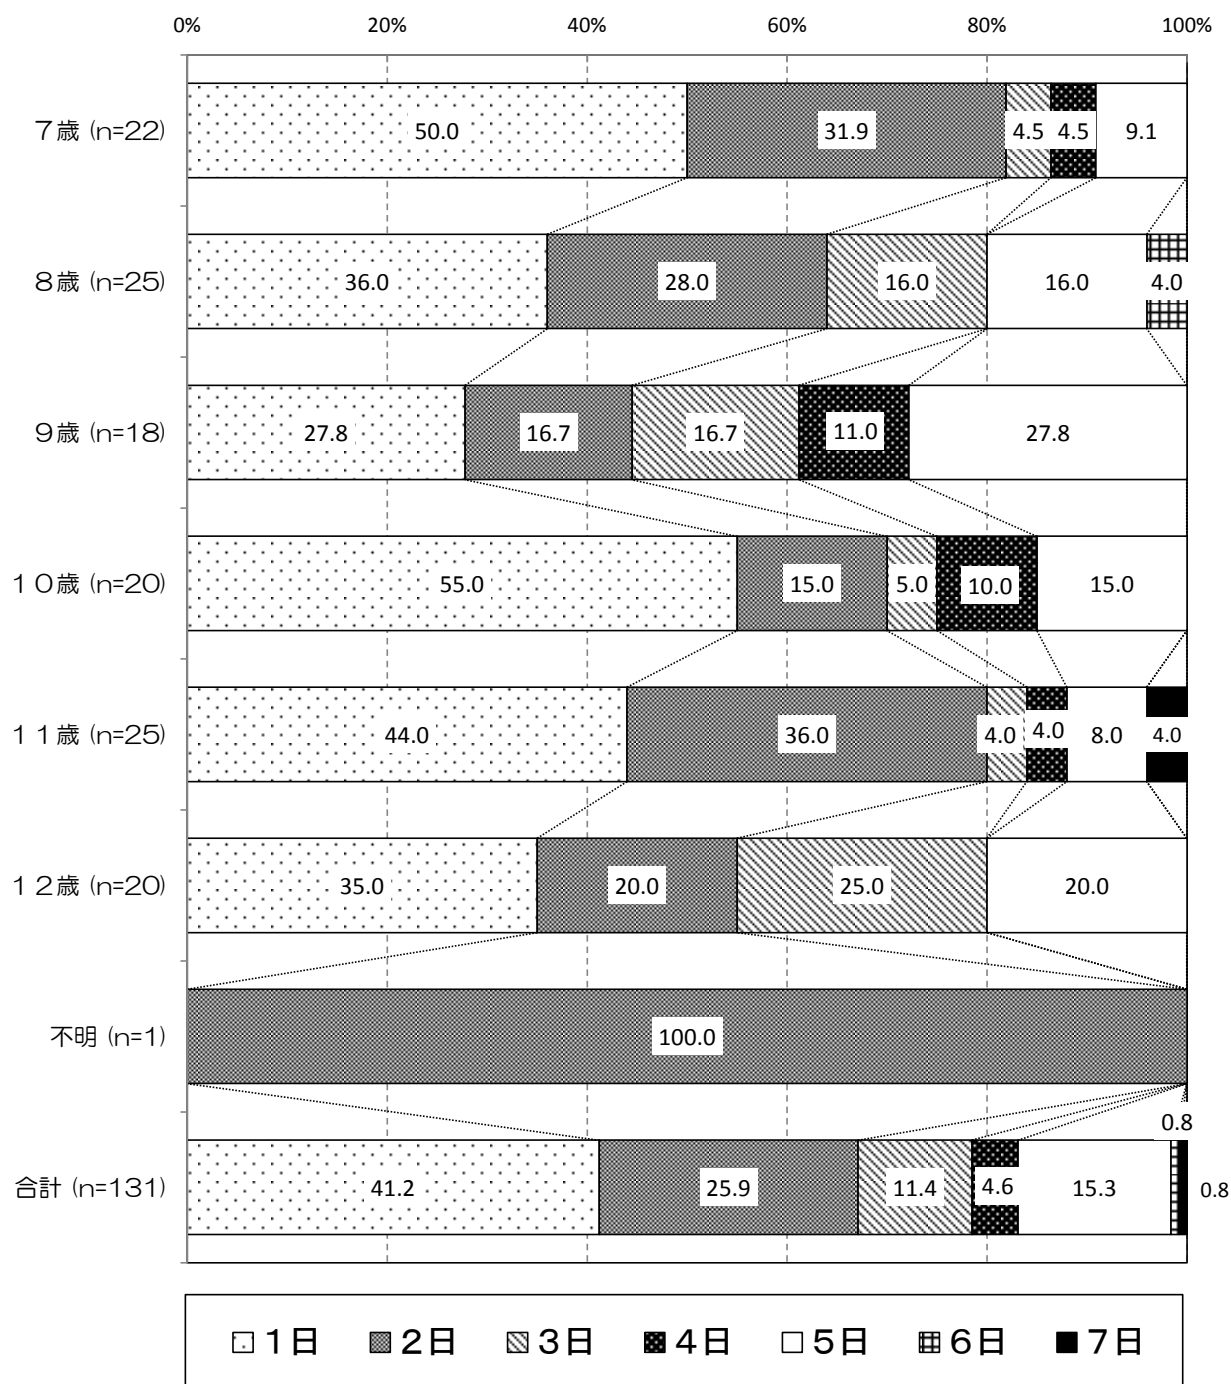 0% 20% 40% 60% 80% 100%
７歳 (n=22) 50.0 31.9 4.5 4.5 9.1
８歳 (n=25) 36.0 28.0 16.0 16.0 4.0
９歳 (n=18) 27.8 16.7 16.7 11.0 27.8
１０歳 (n=20) 55.0 15.0 5.0 10.0 15.0
１１歳 (n=25) 44.0 36.0 4.0 4.0 8.0 4.0
１２歳 (n=20) 35.0 20.0 25.0 20.0
不明 (n=1) 100.0
0.8
合計 (n=131) 41.2 25.9 11.4 4.6 15.3 0.8
１日 ２日 ３日 ４日 ５日 ６日 ７日